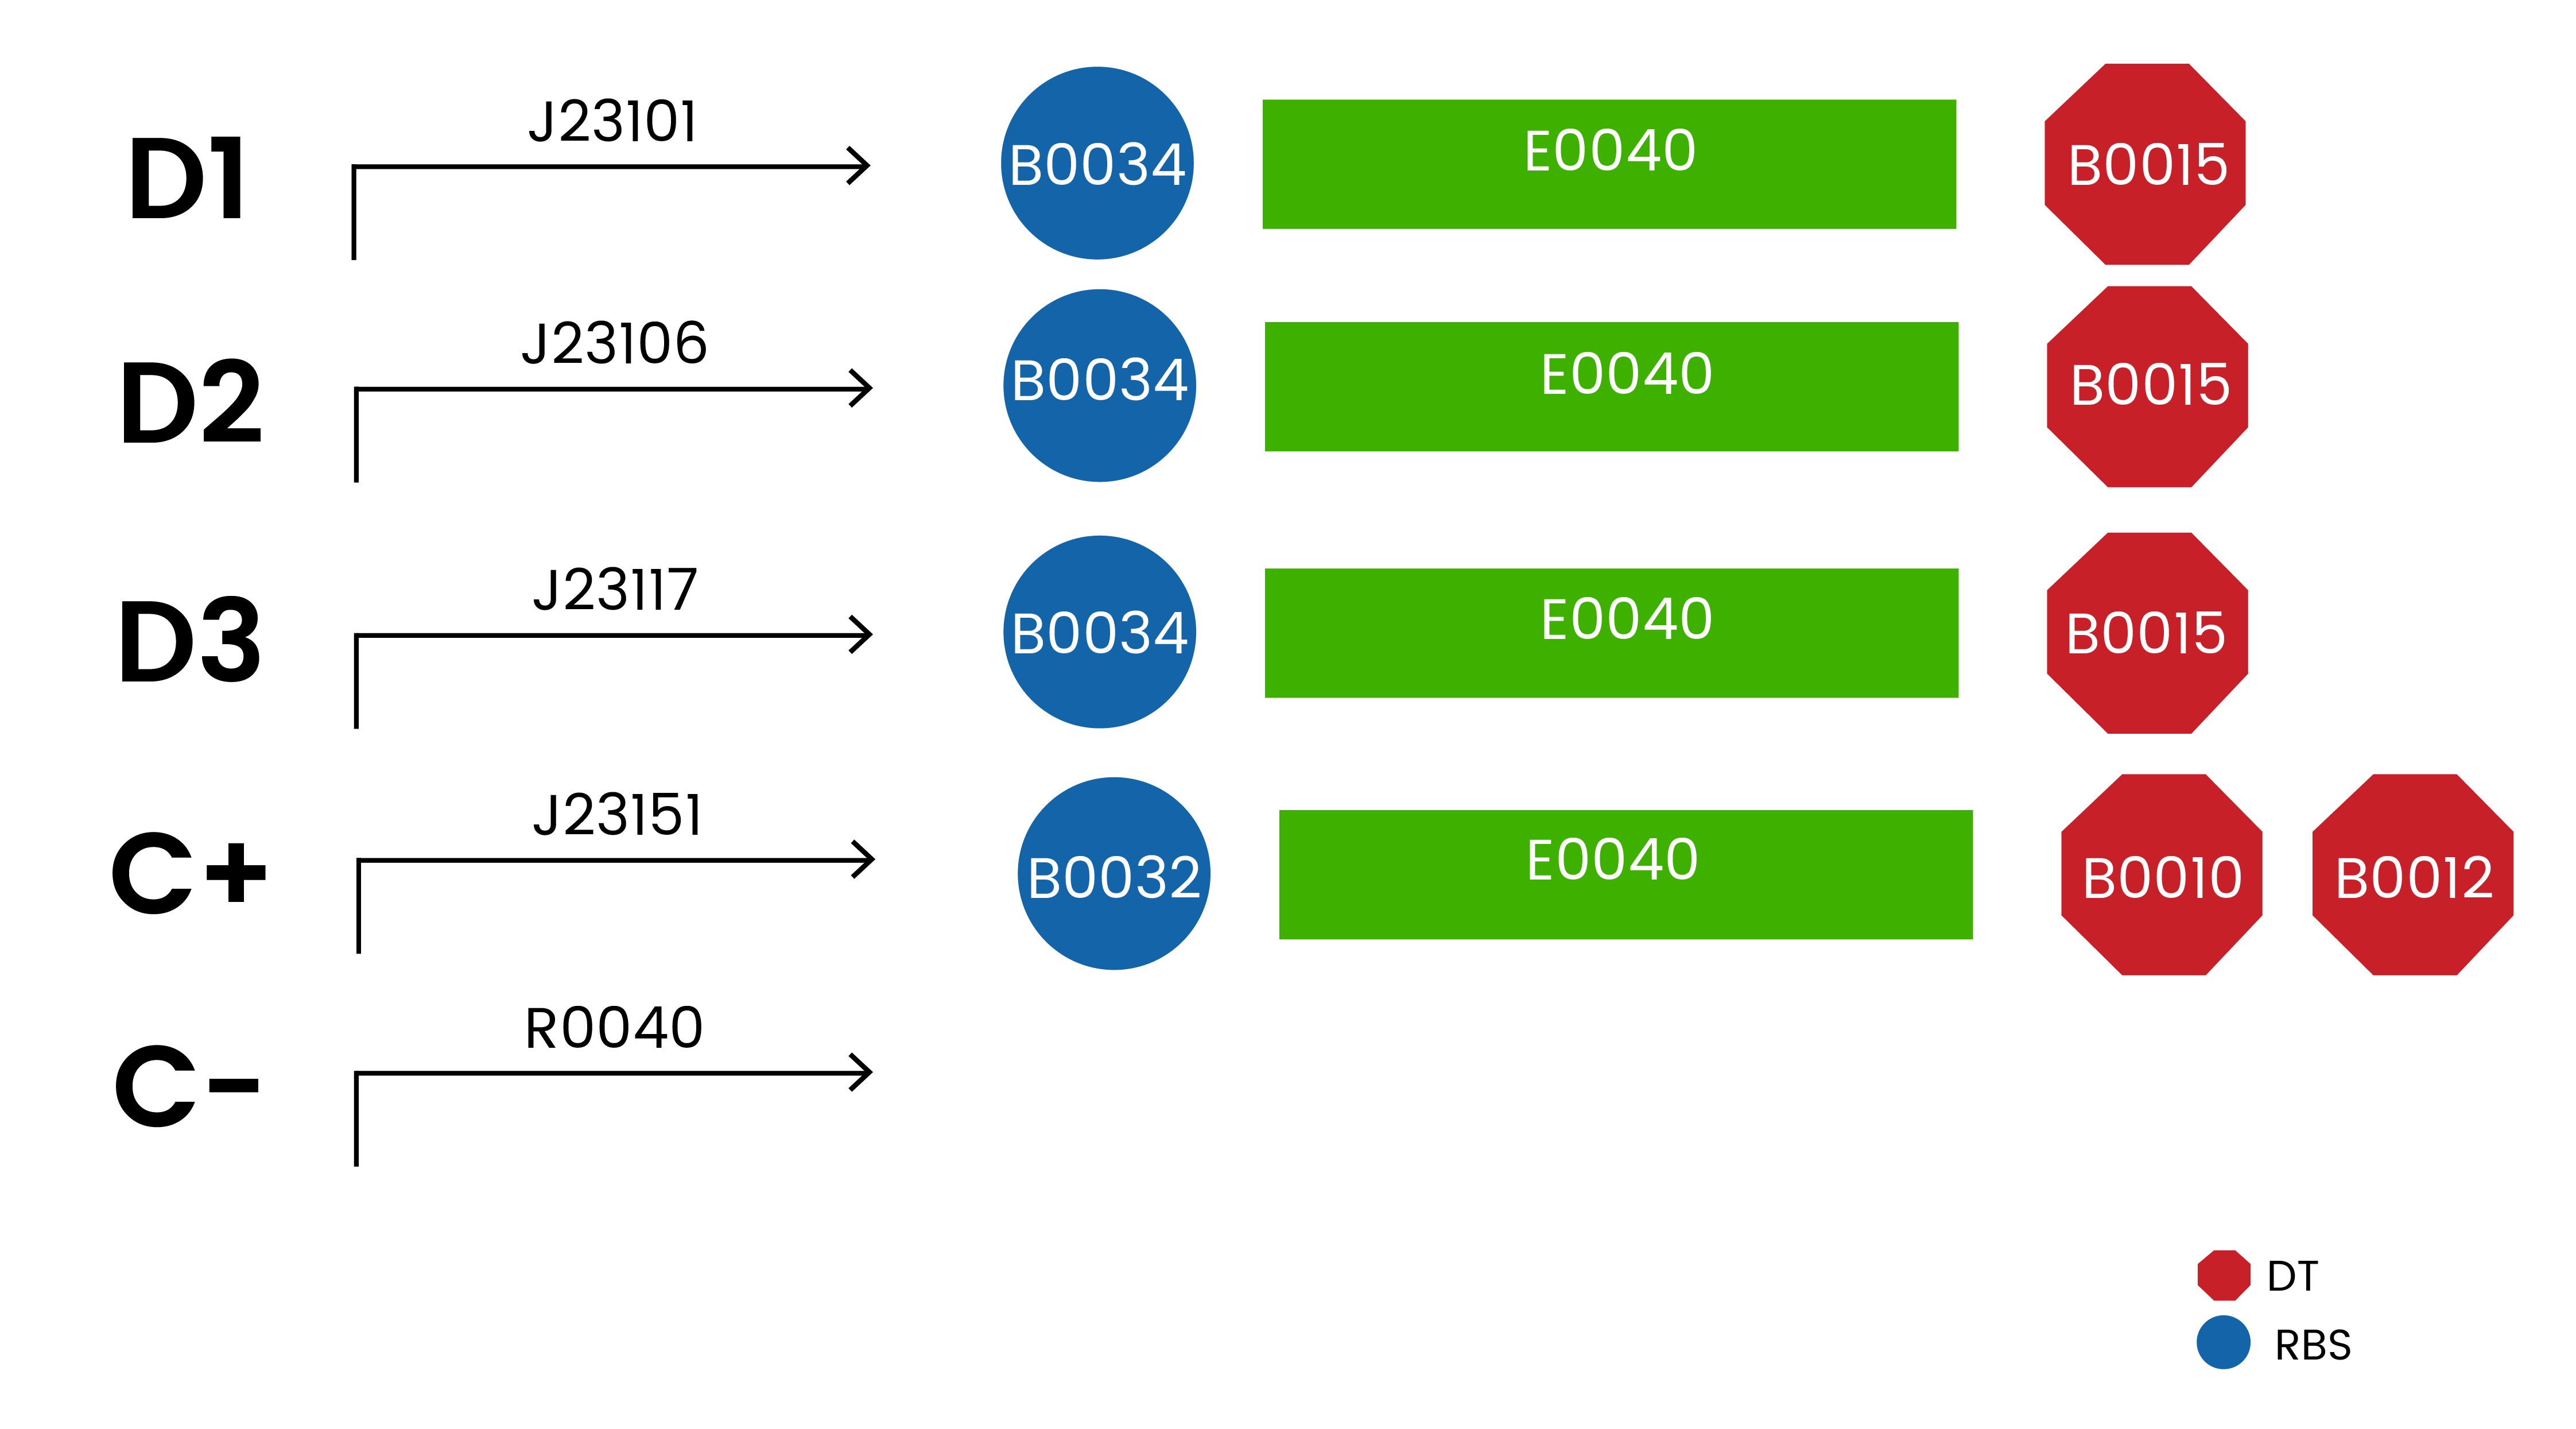 D1 J23101 B0034 E0040 B0015
D2 J23106 B0034 E0040 B0015
D3 J23117 B0034 E0040 B0015
C+ J23151 B0032 E0040 B0010 B0012
C- R0040
DT
RBS